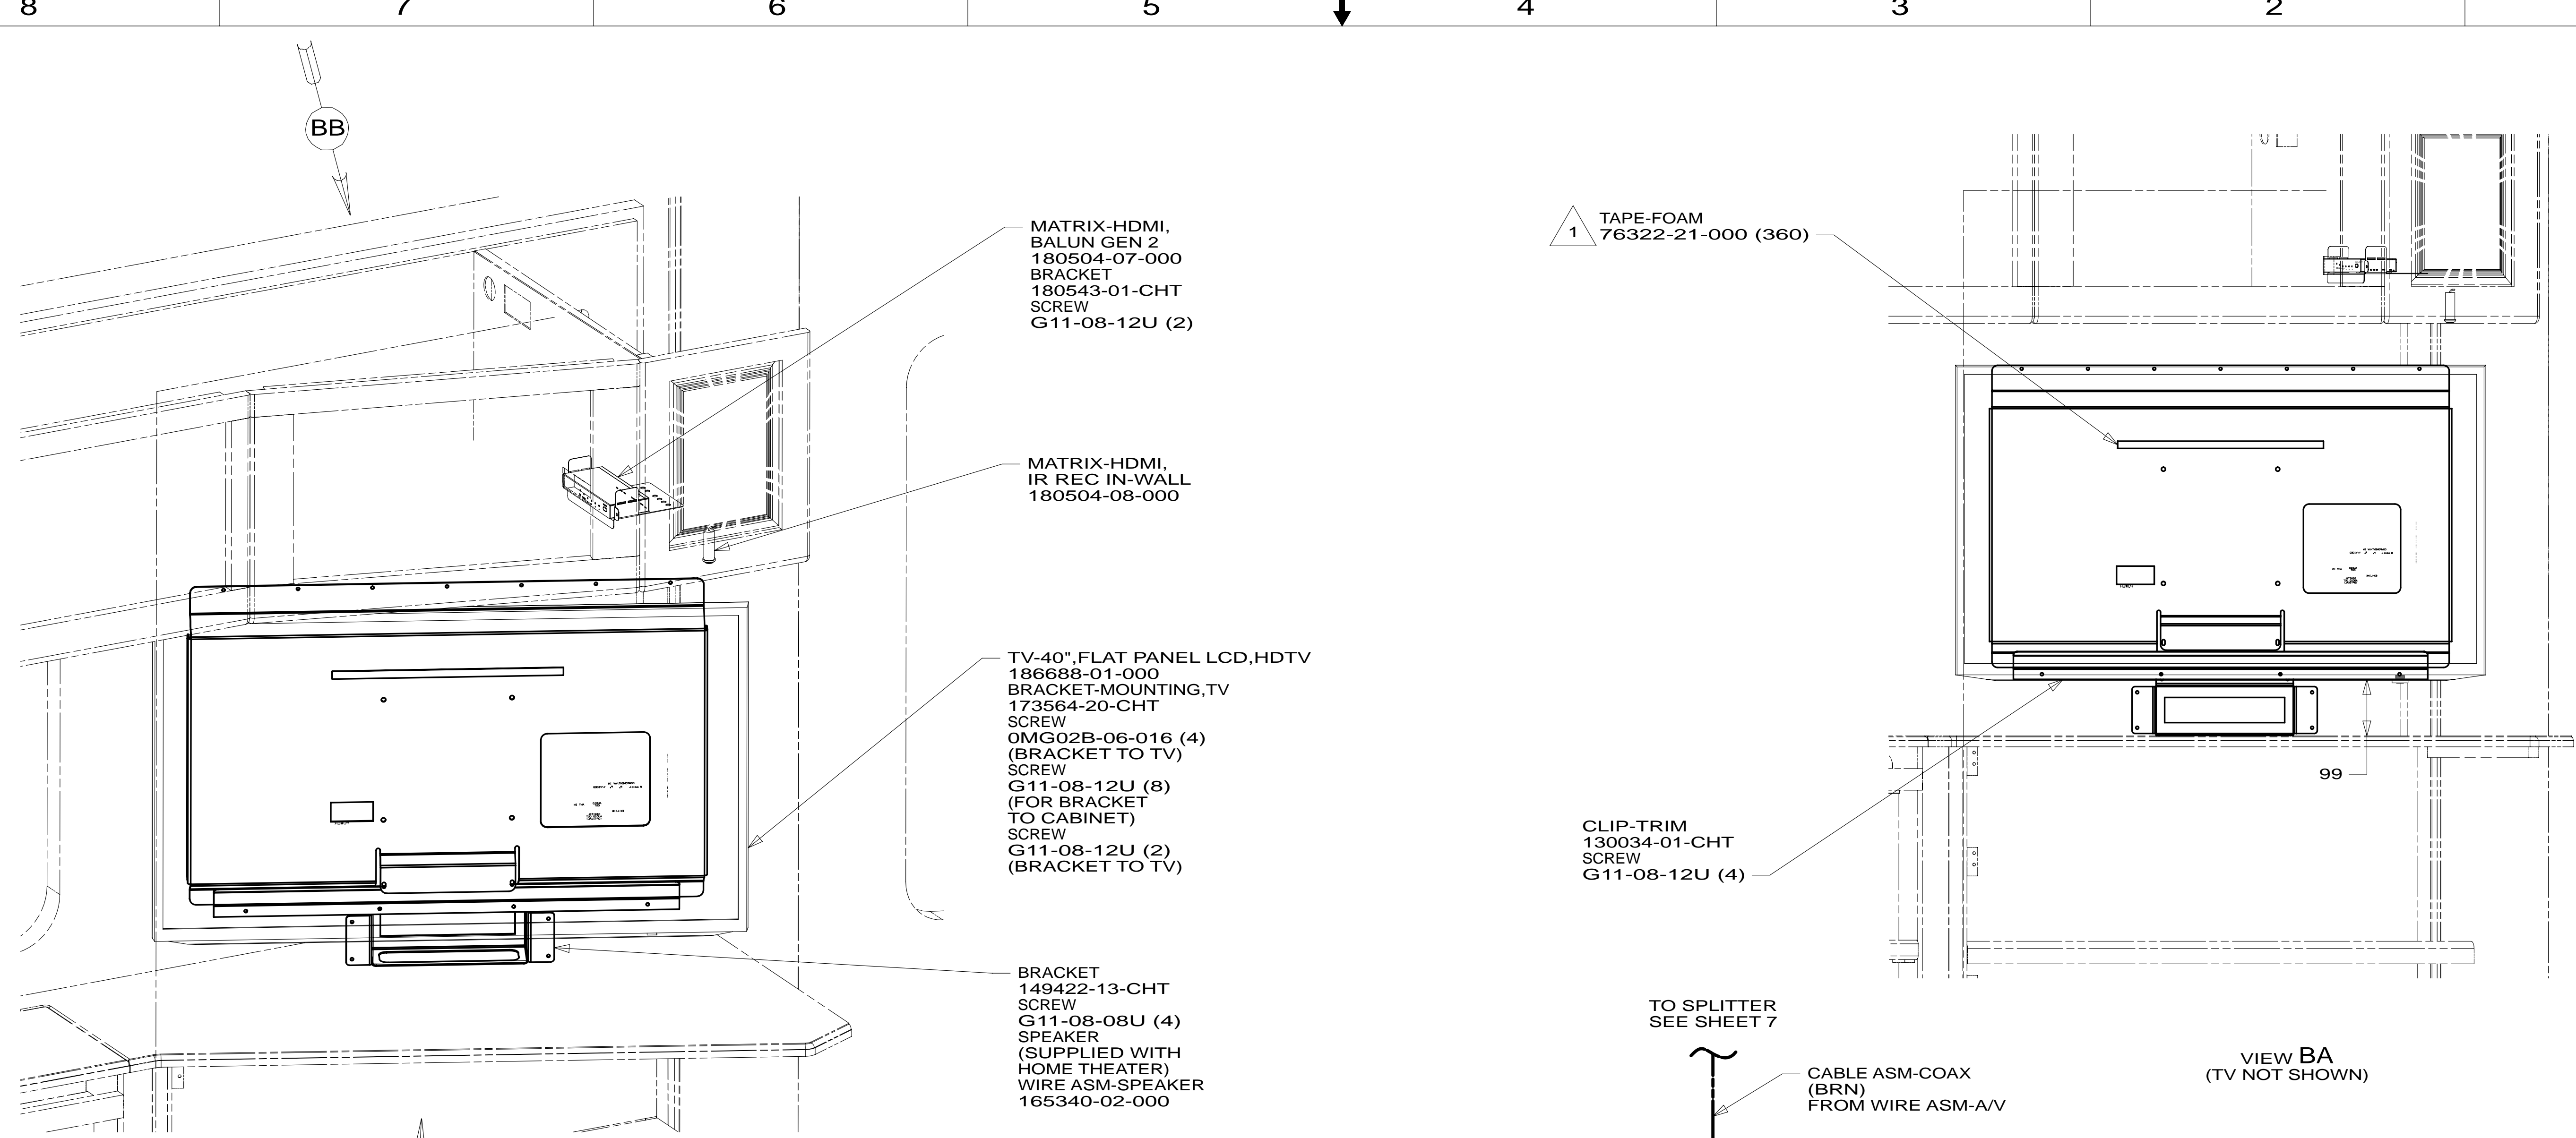 8 7 6 5 4 3 2
BB
MATRIX-HDMI,
BALUN GEN 2
180504-07-000
BRACKET
180543-01-CHT
SCREW
G11-08-12U (2)
MATRIX-HDMI,
IR REC IN-WALL
180504-08-000
TV-40",FLAT PANEL LCD,HDTV
186688-01-000
BRACKET-MOUNTING,TV
173564-20-CHT
SCREW
0MG02B-06-016 (4)
(BRACKET TO TV)
SCREW
G11-08-12U (8)
(FOR BRACKET
TO CABINET)
SCREW
G11-08-12U (2)
(BRACKET TO TV)
BRACKET
149422-13-CHT
SCREW
G11-08-08U (4)
SPEAKER
(SUPPLIED WITH
HOME THEATER)
WIRE ASM-SPEAKER
165340-02-000
1
TAPE-FOAM
76322-21-000 (360)
99
CLIP-TRIM
130034-01-CHT
SCREW
G11-08-12U (4)
TO SPLITTER
SEE SHEET 7
CABLE ASM-COAX
(BRN)
FROM WIRE ASM-A/V
VIEW BA
(TV NOT SHOWN)